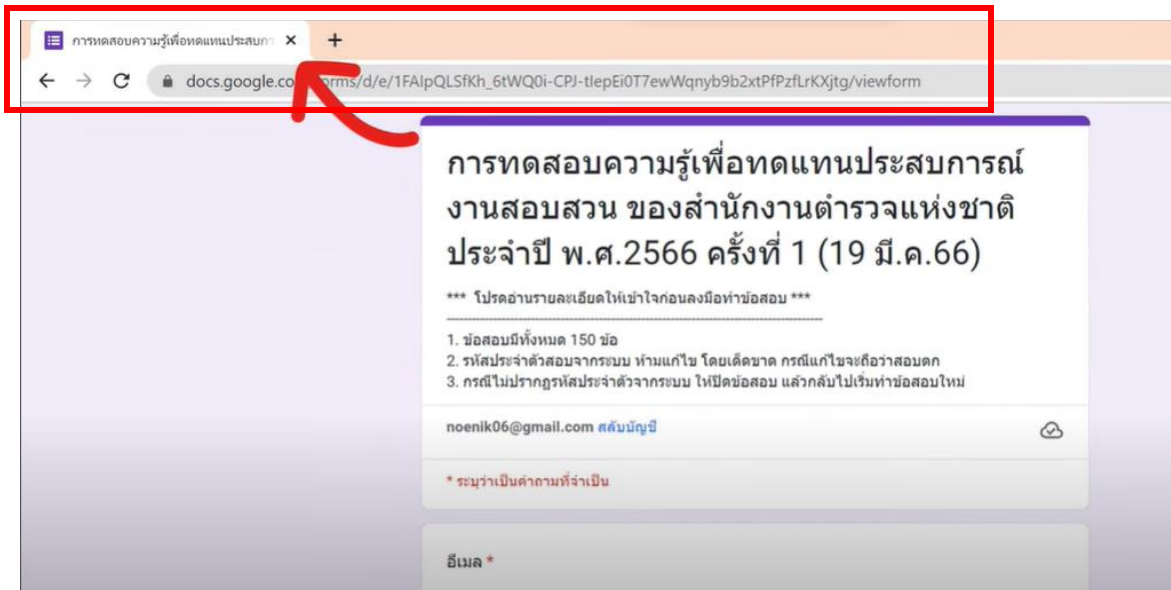 การทดสอบความรู้เพื่อทดแทนประสบกา
docs.google.co orms/d/e/1FAIpQLSfKh_6tWQ0i-CPJ-tIepEi0T7ewWqnyb9b2xtPfPzfLrKXjtg/viewform
การทดสอบความรู้เพื่อทดแทนประสบการณ์
งานสอบสวน ของสำนักงานตำรวจแห่งชาติ
ประจำปี พ.ศ.2566 ครั้งที่ 1 (19 มี.ค.66)
*** โปรดอ่านรายละเอียดให้เข้าใจก่อนลงมือทำข้อสอบ ***
1. ข้อสอบมีทั้งหมด 150 ข้อ
2. รหัสประจำตัวสอบจากระบบ ห้ามแก้ไข โดยเด็ดขาด กรณีแก้ไขจะถือว่าสอบตก
3. กรณีไม่ปรากฏรหัสประจำตัวจากระบบ ให้ปิดข้อสอบ แล้วกลับไปเริ่มทำข้อสอบใหม่
noenik06@gmail.com สลับบัญชี
* ระบุว่าเป็นคำถามที่จำเป็น
อีเมล *